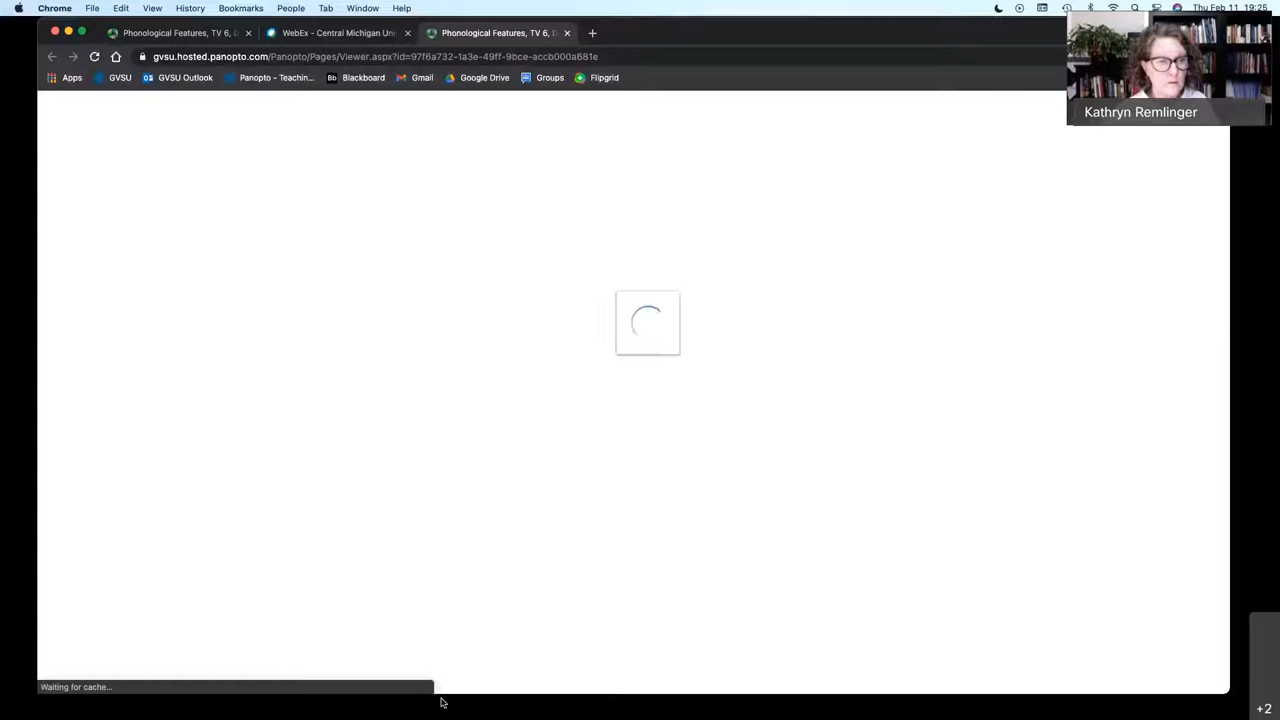 Chrome File Edit View History Bookmarks People Tab Window Help Thu Feb 11 19:25
Phonological Features, TV 6, D WebEx - Central Michigan Uni Phonological Features, TV 6, D
gvsu.hosted.panopto.com/Panopto/Pages/Viewer.aspx?id=97f6a732-1a3e-49ff-9bce-accb000a681e
Apps GVSU GVSU Outlook Panopto - Teachin... Bb Blackboard Gmail Google Drive Groups Flipgrid
Kathryn Remlinger
Waiting for cache...
+2